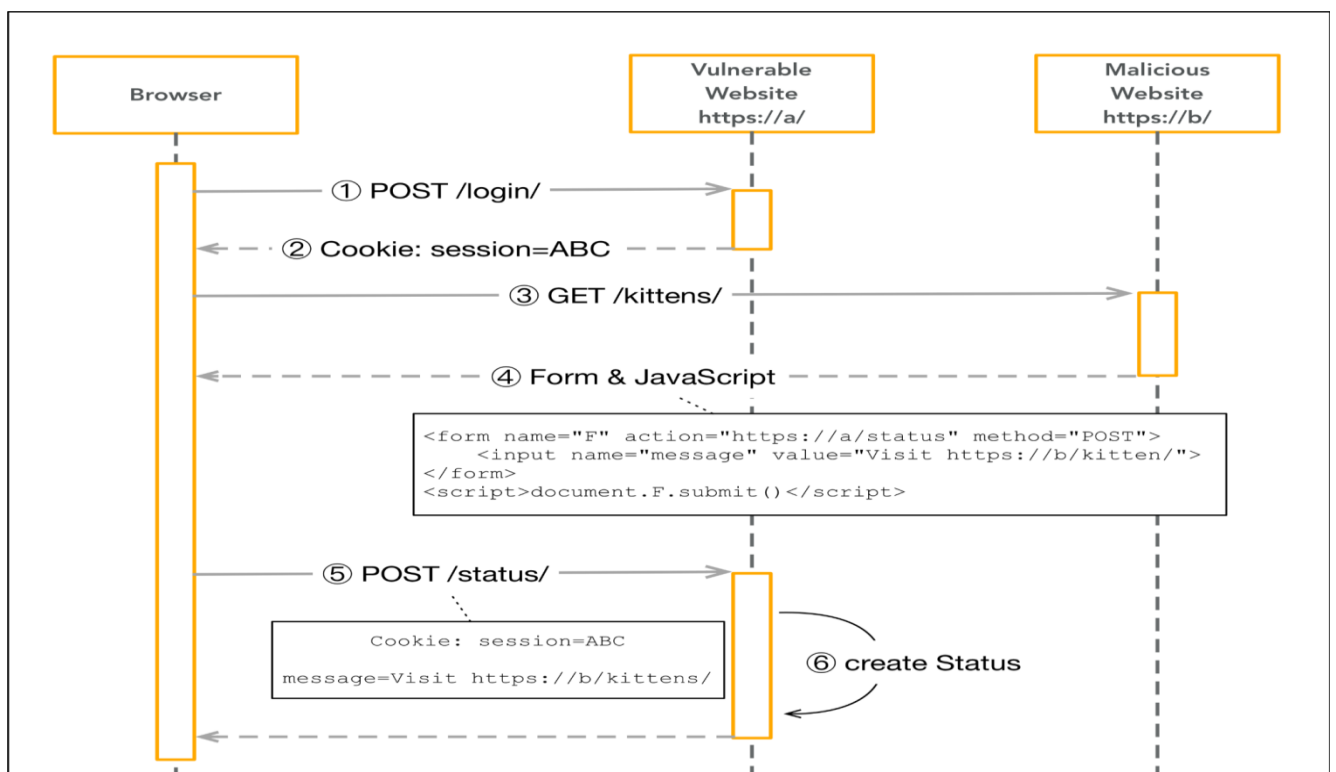 Browser
Vulnerable
Website
https://a/
Malicious
Website
https://b/
① POST /login/
② Cookie: session=ABC
③ GET /kittens/
④ Form & JavaScript
<form name="F" action="https://a/status" method="POST">
    <input name="message" value="Visit https://b/kitten/">
</form>
<script>document.F.submit()</script>
⑤ POST /status/
Cookie: session=ABC
message=Visit https://b/kittens/
⑥ create Status